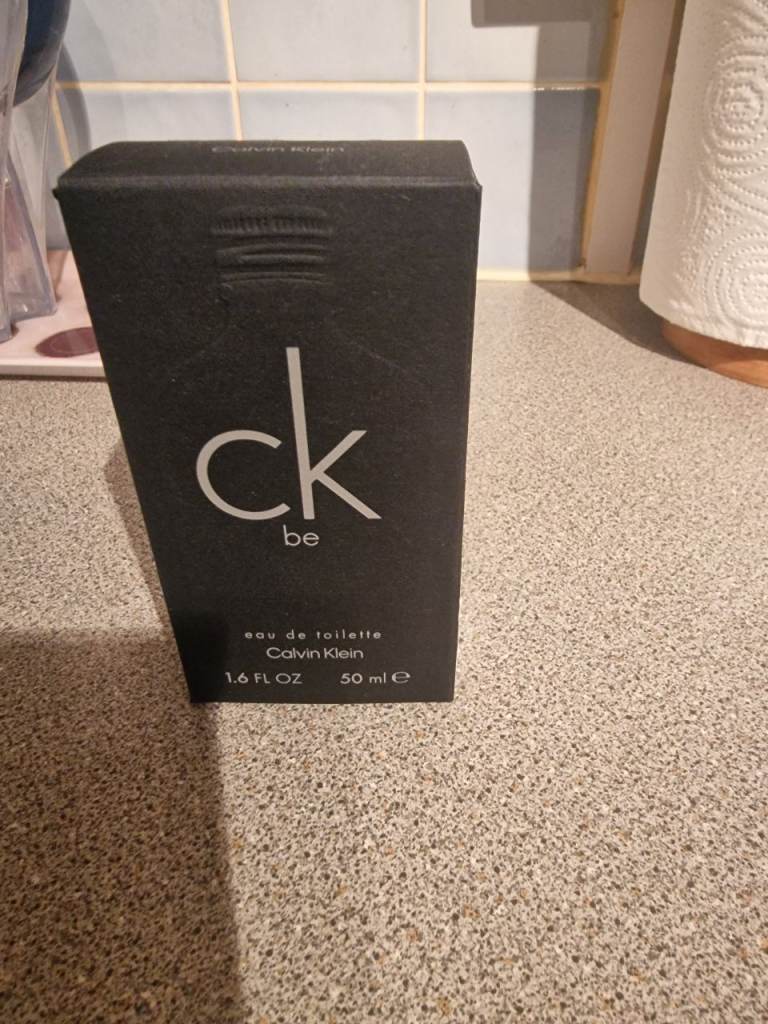 Calvin Klein
ck
be
eau de toilette
Calvin Klein
1.6 FL OZ 50 ml ℮